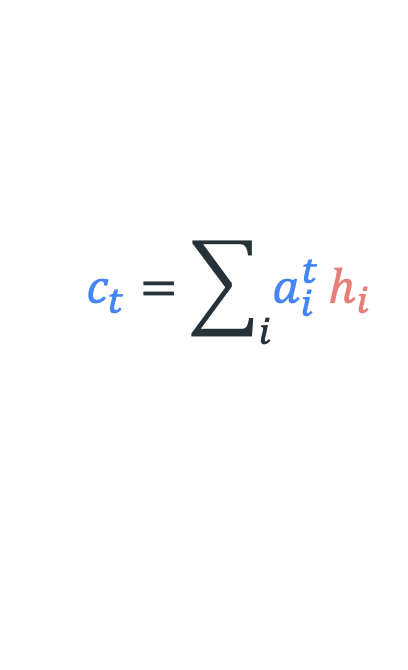 c_t = ∑_i a_i^t h_i